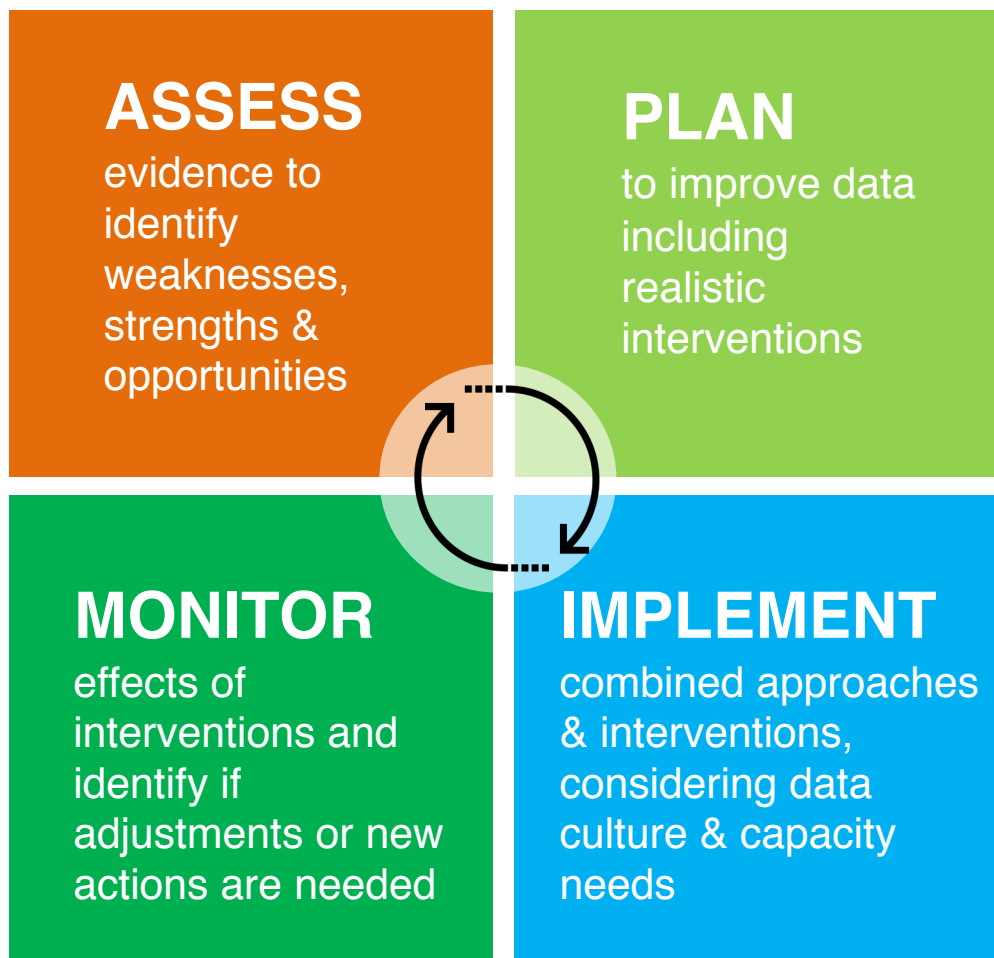 ASSESS
evidence to
identify
weaknesses,
strengths &
opportunities
PLAN
to improve data
including
realistic
interventions
MONITOR
effects of
interventions and
identify if
adjustments or new
actions are needed
IMPLEMENT
combined approaches
& interventions,
considering data
culture & capacity
needs